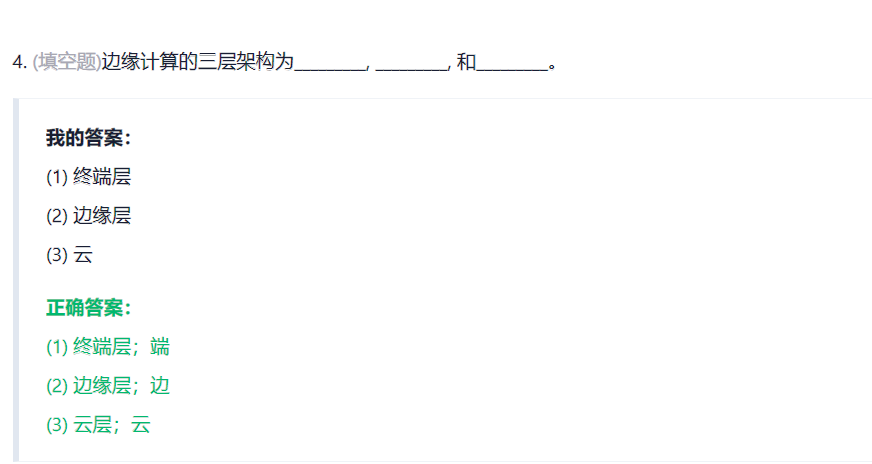 4. (填空题)边缘计算的三层架构为________, ________, 和________。
我的答案：
(1) 终端层
(2) 边缘层
(3) 云
正确答案：
(1) 终端层；端
(2) 边缘层；边
(3) 云层；云